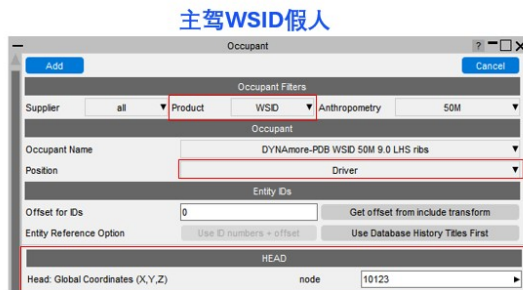 主驾WSID假人
Occupant ?
Add Cancel
Occupant Filters
Supplier all Product WSID Anthropometry 50M
Occupant
Occupant Name DYNAmore-PDB WSID 50M 9.0 LHS ribs
Position Driver
Entity IDs
Offset for IDs 0 Get offset from include transform
Entity Reference Option Use ID numbers + offset Use Database History Titles First
HEAD
Head: Global Coordinates (X,Y,Z) node 10123